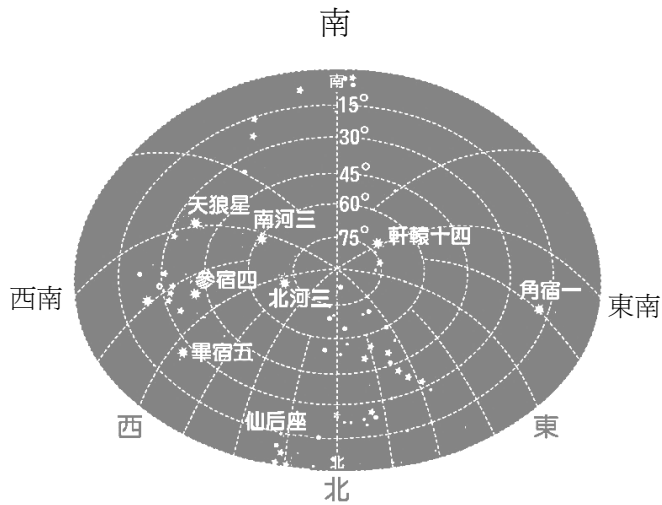 南
南
15°
30°
45°
60°
75°
天狼星
南河三
軒轅十四
參宿四
北河三
角宿一
西南
東南
畢宿五
仙后座
西
東
北
北